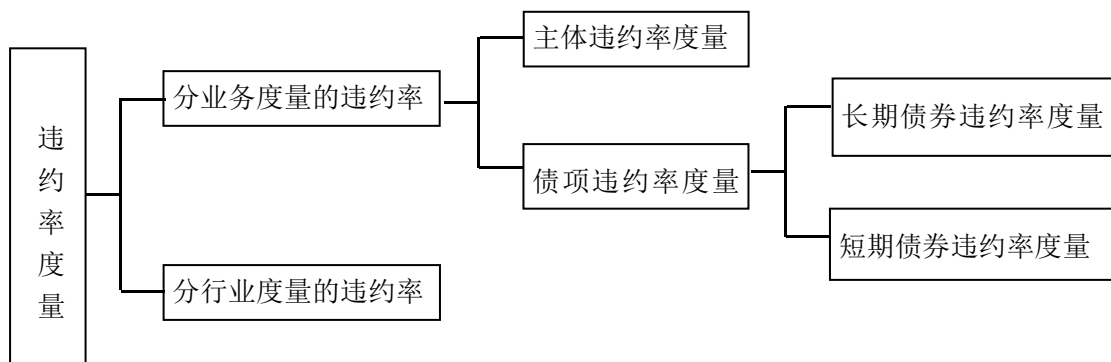 违约率度量
分业务度量的违约率
分行业度量的违约率
主体违约率度量
债项违约率度量
长期债券违约率度量
短期债券违约率度量